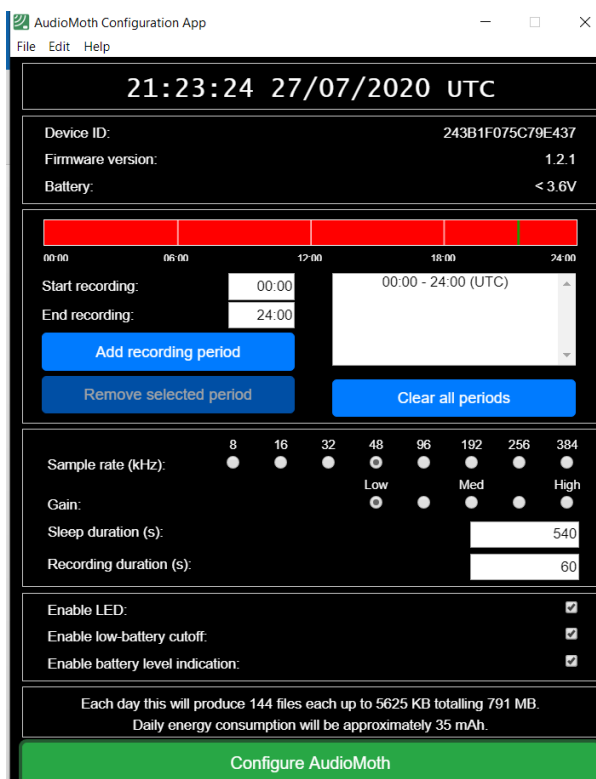 AudioMoth Configuration App
File Edit Help
21:23:24 27/07/2020 UTC
Device ID: 243B1F075C79E437
Firmware version: 1.2.1
Battery: < 3.6V
00:00 06:00 12:00 18:00 24:00
Start recording: 00:00
End recording: 24:00
00:00 - 24:00 (UTC)
Add recording period
Remove selected period
Clear all periods
8 16 32 48 96 192 256 384
Sample rate (kHz):
Low Med High
Gain:
Sleep duration (s): 540
Recording duration (s): 60
Enable LED:
Enable low-battery cutoff:
Enable battery level indication:
Each day this will produce 144 files each up to 5625 KB totalling 791 MB.
Daily energy consumption will be approximately 35 mAh.
Configure AudioMoth